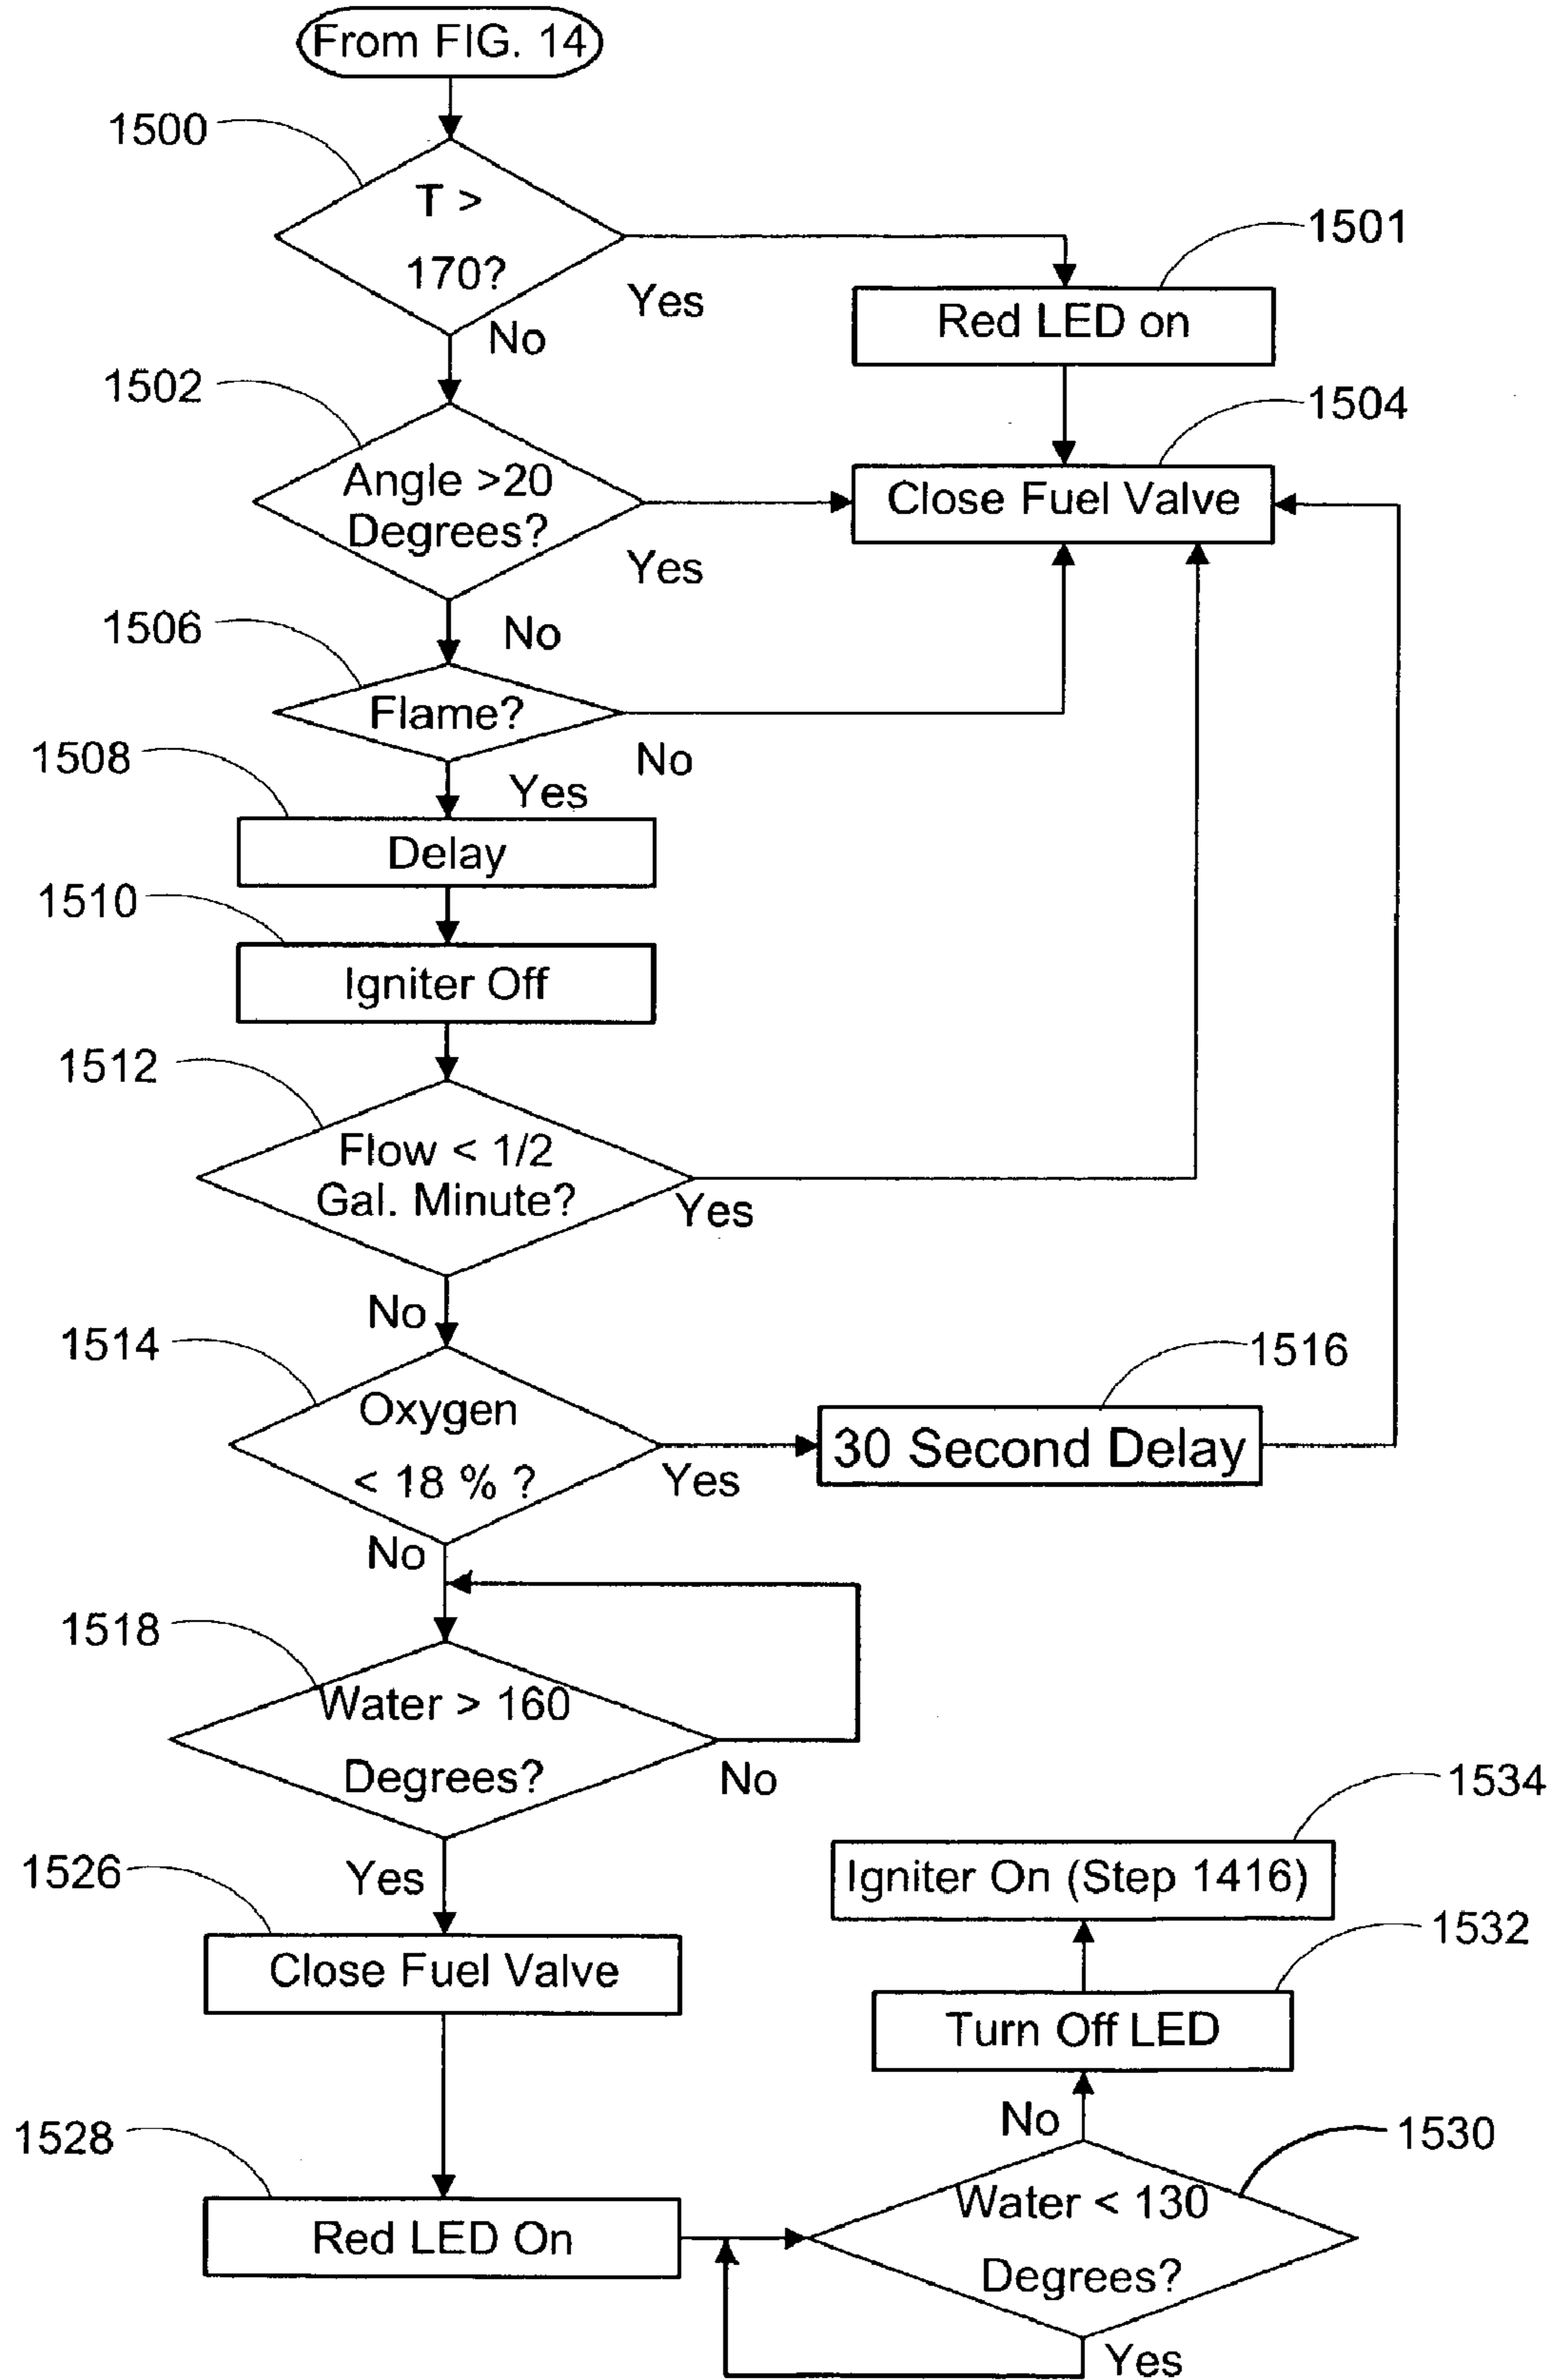 From FIG. 14
1500
T >
170?
Yes
No
1501
Red LED on
1502
Angle >20
Degrees?
Yes
No
1504
Close Fuel Valve
1506
Flame?
No
Yes
1508
Delay
1510
Igniter Off
1512
Flow < 1/2
Gal. Minute?
Yes
No
1514
Oxygen
< 18 % ?
Yes
No
1516
30 Second Delay
1518
Water > 160
Degrees?
No
Yes
1526
Close Fuel Valve
1528
Red LED On
1534
Igniter On (Step 1416)
1532
Turn Off LED
No
1530
Water < 130
Degrees?
Yes